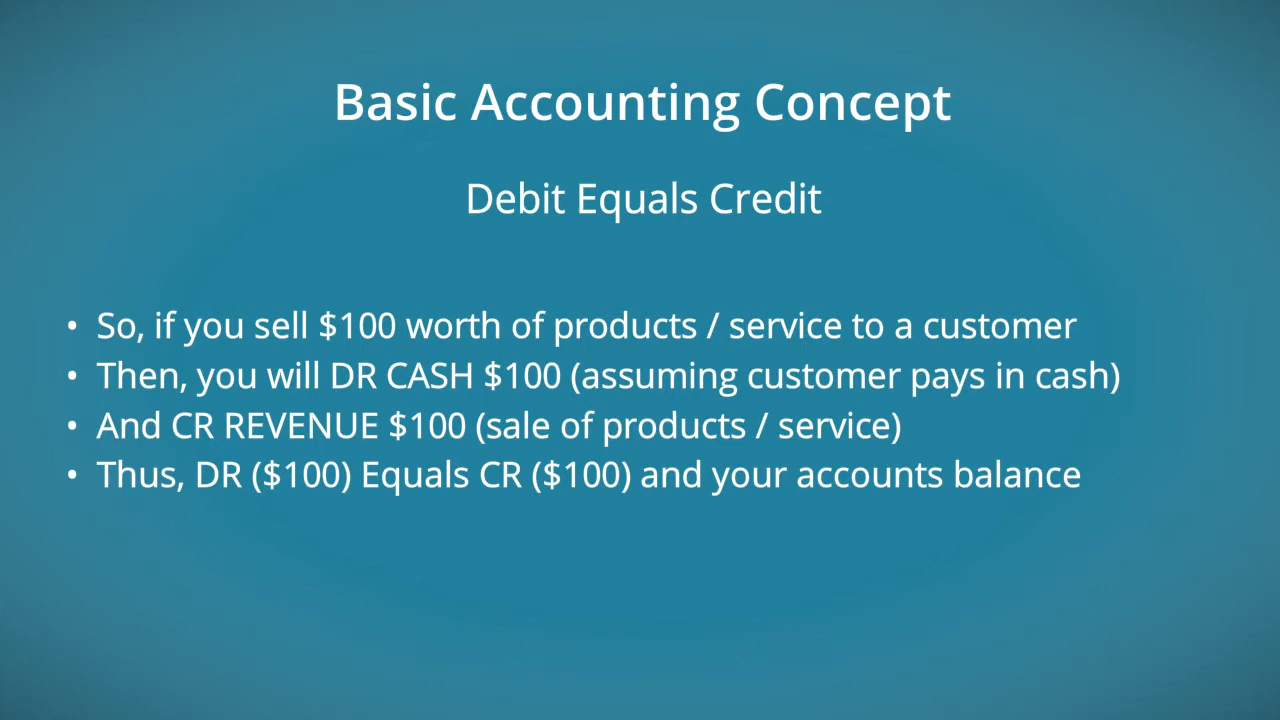 Basic Accounting Concept
Debit Equals Credit
• So, if you sell $100 worth of products / service to a customer
• Then, you will DR CASH $100 (assuming customer pays in cash)
• And CR REVENUE $100 (sale of products / service)
• Thus, DR ($100) Equals CR ($100) and your accounts balance